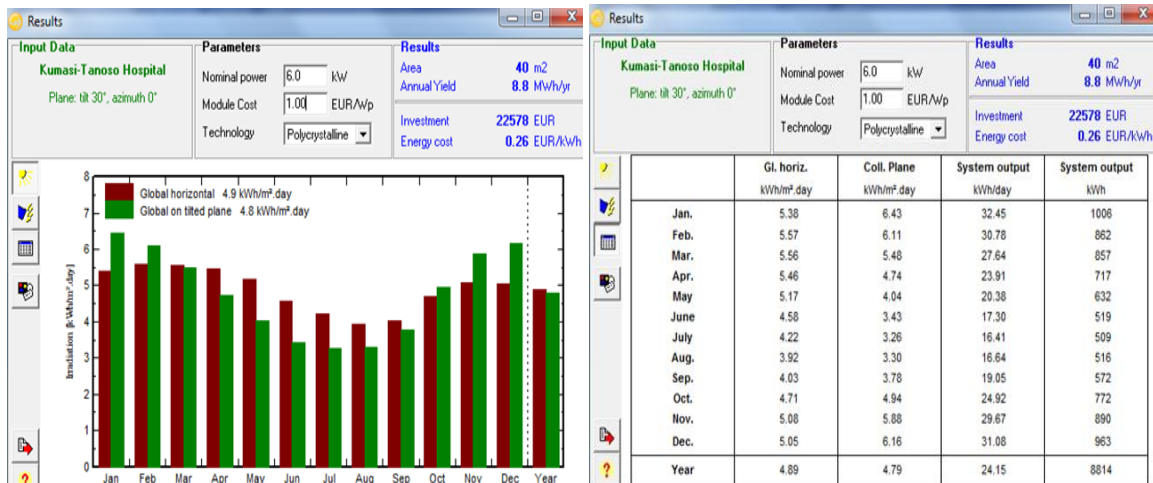 Results
Input Data
Kumasi-Tanoso Hospital
Plane: tilt 30°, azimuth 0°
Parameters
Nominal power 6.0 kW
Module Cost 1.00 EUR/Wp
Technology Polycrystalline
Results
Area 40 m2
Annual Yield 8.8 MWh/yr
Investment 22578 EUR
Energy cost 0.26 EUR/kWh
Global horizontal 4.9 kWh/m².day
Global on tilted plane 4.8 kWh/m².day
Irradiation [kWh/m².day]
8
7
6
5
4
3
2
1
0
Jan Feb Mar Apr May Jun Jul Aug Sep Oct Nov Dec Year
?
Results
Input Data
Kumasi-Tanoso Hospital
Plane: tilt 30°, azimuth 0°
Parameters
Nominal power 6.0 kW
Module Cost 1.00 EUR/Wp
Technology Polycrystalline
Results
Area 40 m2
Annual Yield 8.8 MWh/yr
Investment 22578 EUR
Energy cost 0.26 EUR/kWh
Gl. horiz. Coll. Plane System output System output
kWh/m².day kWh/m².day kWh/day kWh
Jan. 5.38 6.43 32.45 1006
Feb. 5.57 6.11 30.78 862
Mar. 5.56 5.48 27.64 857
Apr. 5.46 4.74 23.91 717
May 5.17 4.04 20.38 632
June 4.58 3.43 17.30 519
July 4.22 3.26 16.41 509
Aug. 3.92 3.30 16.64 516
Sep. 4.03 3.78 19.05 572
Oct. 4.71 4.94 24.92 772
Nov. 5.08 5.88 29.67 890
Dec. 5.05 6.16 31.08 963
Year 4.89 4.79 24.15 8814
?